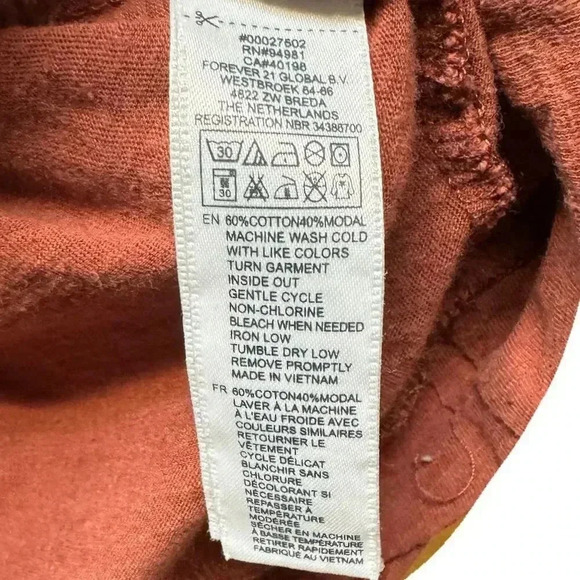 #00027602
RN#94981
CA#40198
FOREVER 21 GLOBAL B.V.
WESTBROEK 64-66
4822 ZW BREDA
THE NETHERLANDS
REGISTRATION NBR 34386700
30
30
EN 60%COTTON40%MODAL
MACHINE WASH COLD
WITH LIKE COLORS
TURN GARMENT
INSIDE OUT
GENTLE CYCLE
NON-CHLORINE
BLEACH WHEN NEEDED
IRON LOW
TUMBLE DRY LOW
REMOVE PROMPTLY
MADE IN VIETNAM
FR 60%COTON40%MODAL
LAVER À LA MACHINE
À L'EAU FROIDE AVEC
COULEURS SIMILAIRES
RETOURNER LE
VÊTEMENT
CYCLE DÉLICAT
BLANCHIR SANS
CHLORURE
DÉCOLORANT SI
NÉCESSAIRE
REPASSER À
TEMPÉRATURE
MODÉRÉE
SÉCHER EN MACHINE
À BASSE TEMPÉRATURE
RETIRER RAPIDEMENT
FABRIQUÉ AU VIETNAM